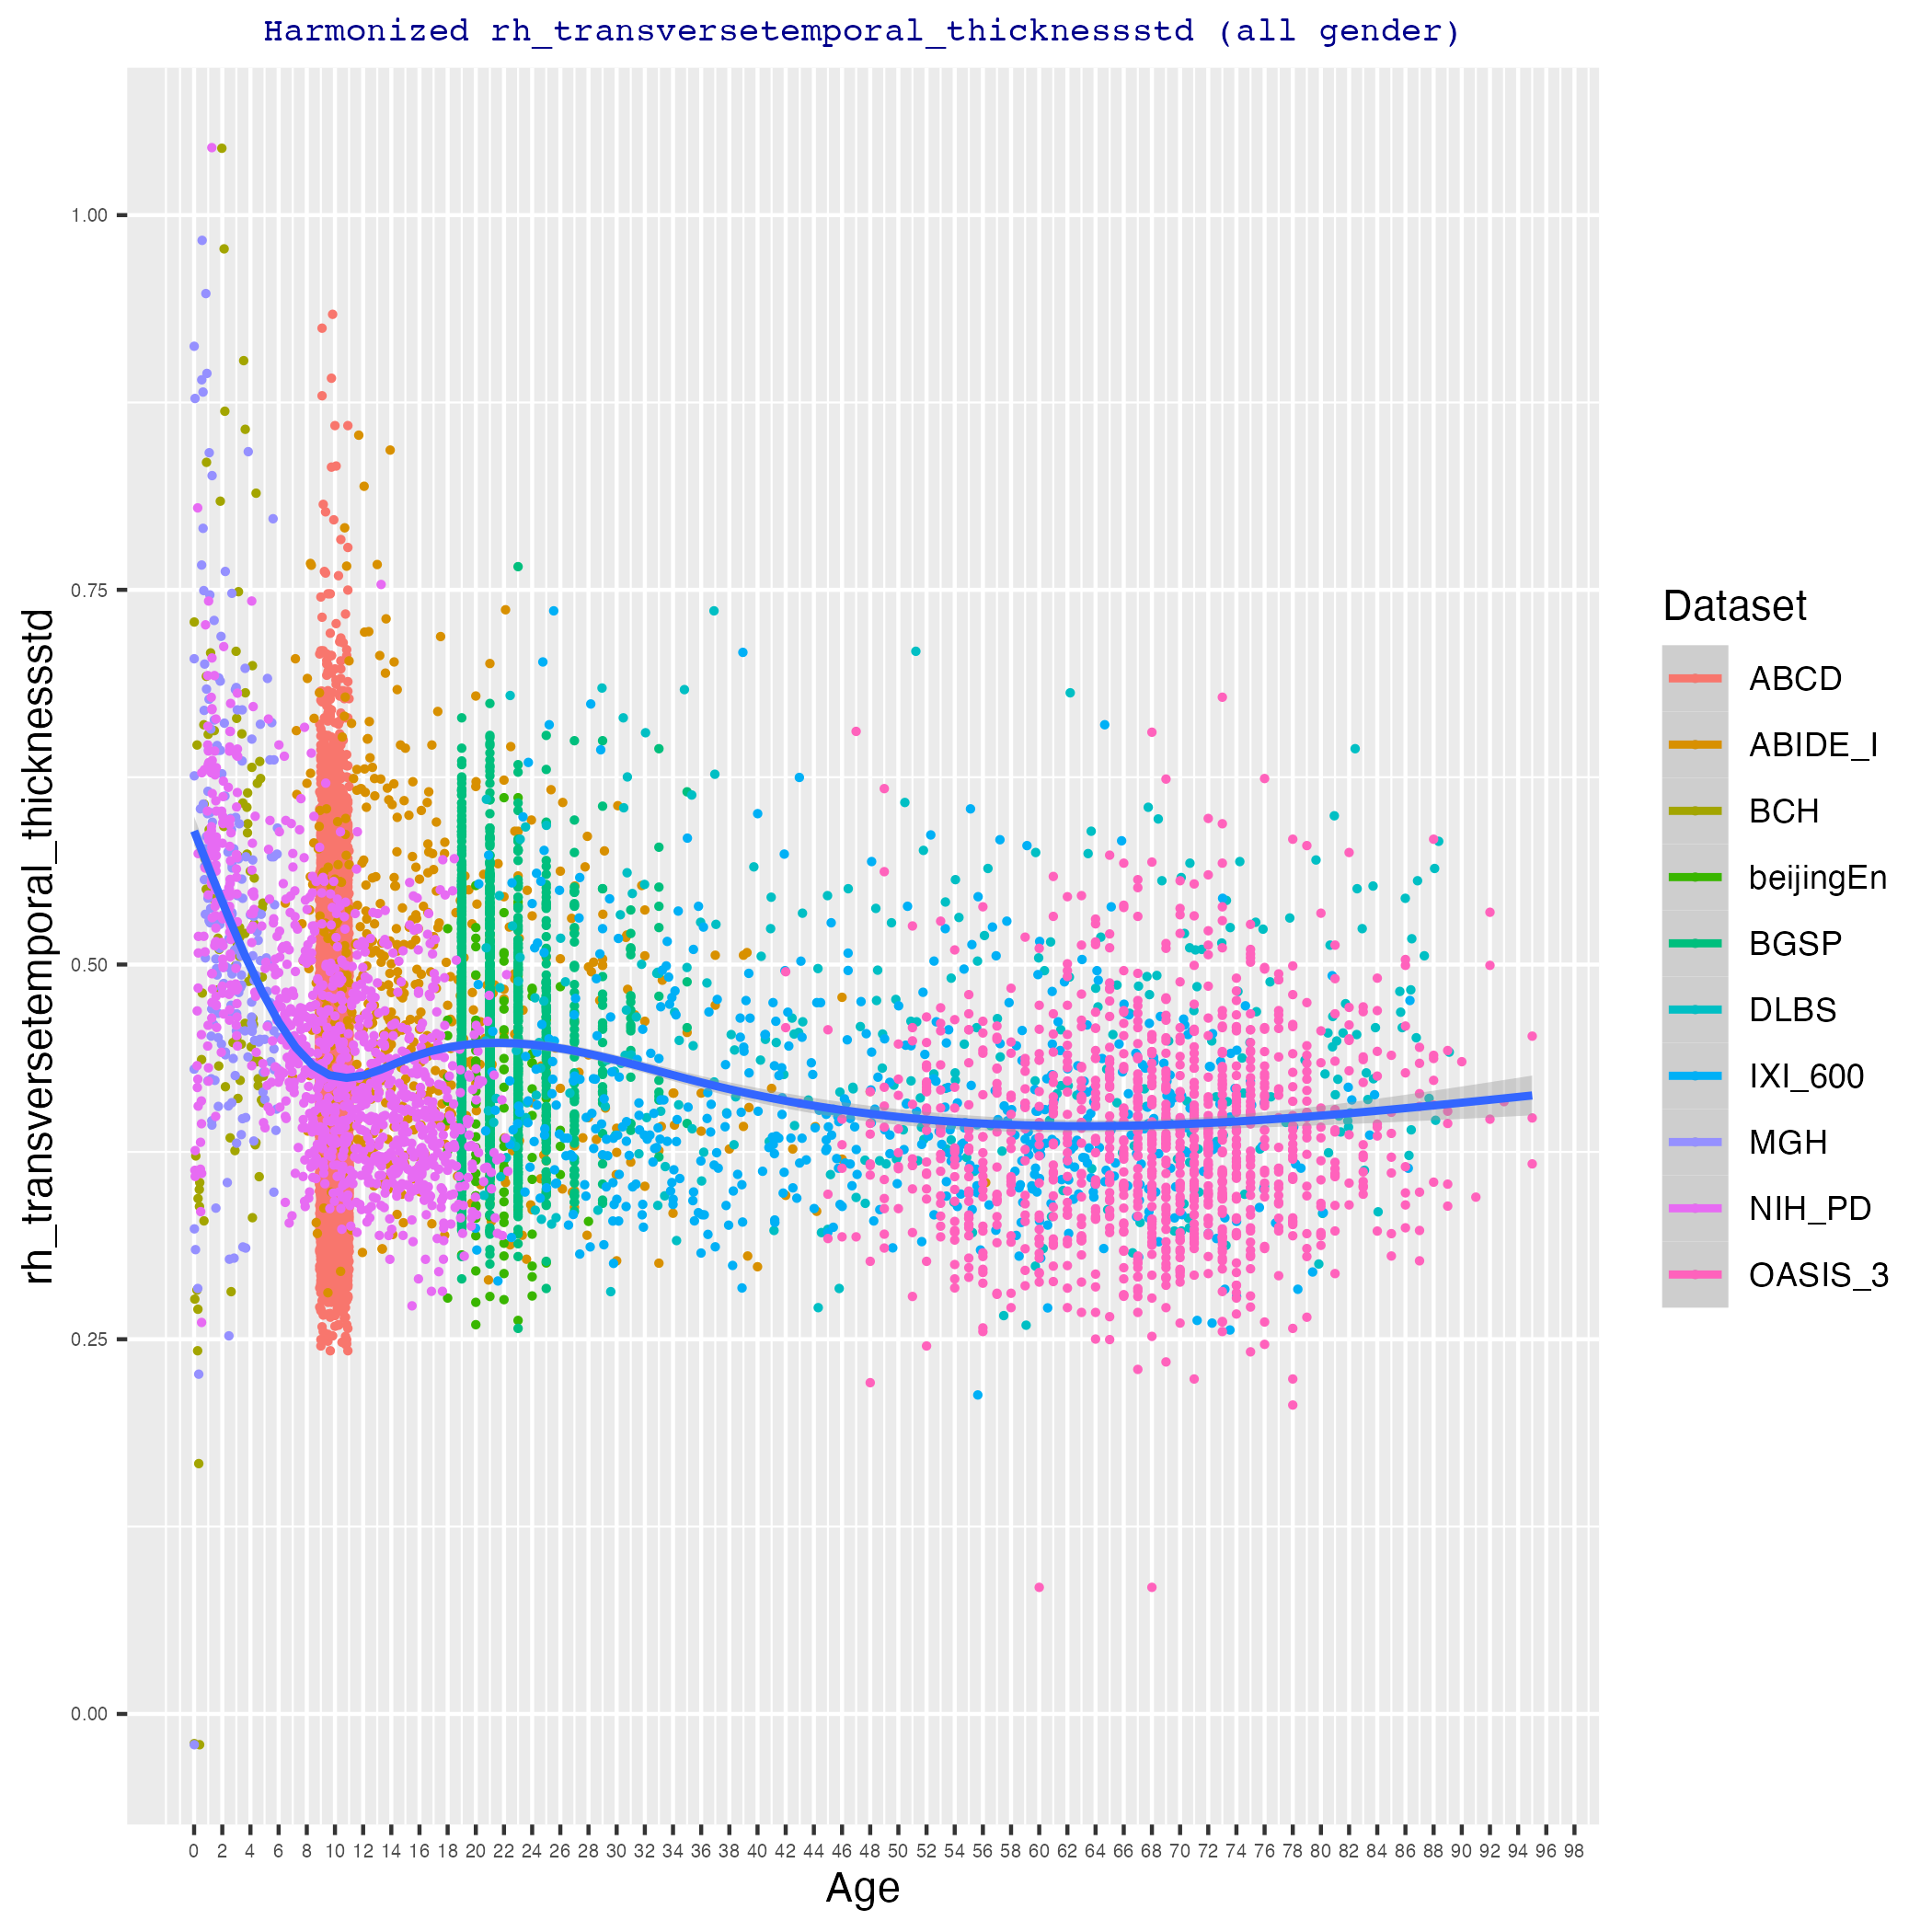 Harmonized rh_transversetemporal_thicknessstd (all gender)
rh_transversetemporal_thicknessstd
1.00
0.75
0.50
0.25
0.00
0 2 4 6 8 10 12 14 16 18 20 22 24 26 28 30 32 34 36 38 40 42 44 46 48 50 52 54 56 58 60 62 64 66 68 70 72 74 76 78 80 82 84 86 88 90 92 94 96 98
Age
Dataset
ABCD
ABIDE_I
BCH
beijingEn
BGSP
DLBS
IXI_600
MGH
NIH_PD
OASIS_3